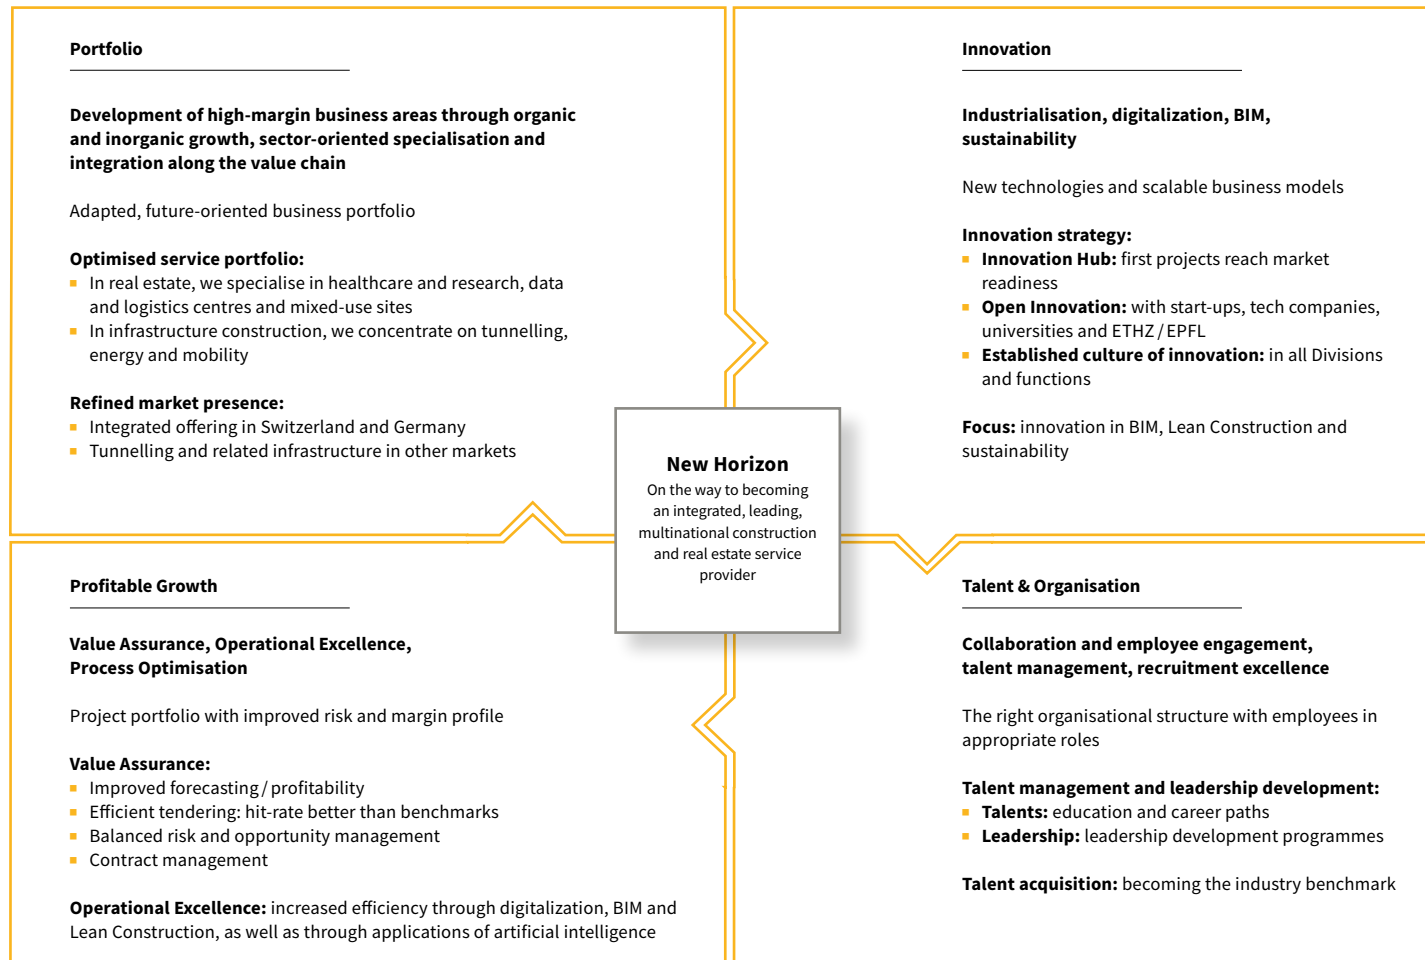 Portfolio
Development of high-margin business areas through organic
and inorganic growth, sector-oriented specialisation and
integration along the value chain
Adapted, future-oriented business portfolio
Optimised service portfolio:
In real estate, we specialise in healthcare and research, data
and logistics centres and mixed-use sites
In infrastructure construction, we concentrate on tunnelling,
energy and mobility
Refined market presence:
Integrated offering in Switzerland and Germany
Tunnelling and related infrastructure in other markets
Innovation
Industrialisation, digitalization, BIM,
sustainability
New technologies and scalable business models
Innovation strategy:
Innovation Hub: first projects reach market
readiness
Open Innovation: with start-ups, tech companies,
universities and ETHZ / EPFL
Established culture of innovation: in all Divisions
and functions
Focus: innovation in BIM, Lean Construction and
sustainability
New Horizon
On the way to becoming
an integrated, leading,
multinational construction
and real estate service
provider
Profitable Growth
Value Assurance, Operational Excellence,
Process Optimisation
Project portfolio with improved risk and margin profile
Value Assurance:
Improved forecasting / profitability
Efficient tendering: hit-rate better than benchmarks
Balanced risk and opportunity management
Contract management
Operational Excellence: increased efficiency through digitalization, BIM and
Lean Construction, as well as through applications of artificial intelligence
Talent & Organisation
Collaboration and employee engagement,
talent management, recruitment excellence
The right organisational structure with employees in
appropriate roles
Talent management and leadership development:
Talents: education and career paths
Leadership: leadership development programmes
Talent acquisition: becoming the industry benchmark